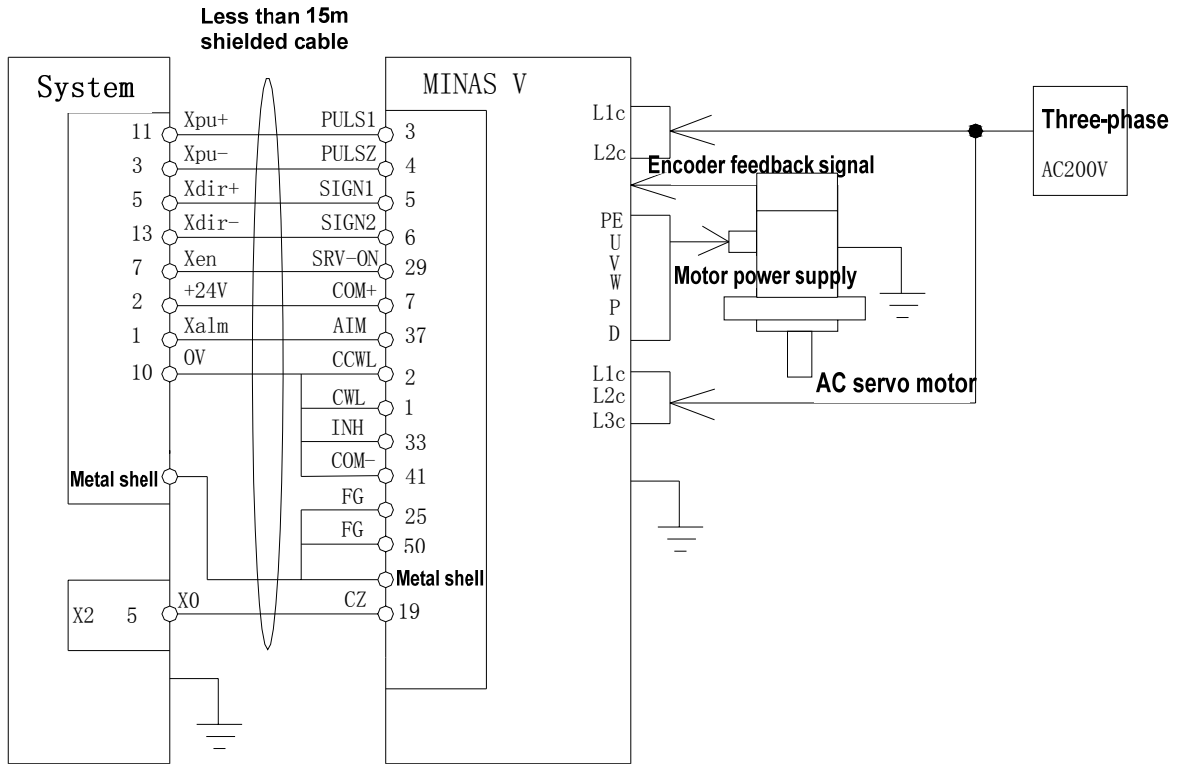 Less than 15m
shielded cable
System
MINAS V
11 Xpu+ PULS1 3
3 Xpu- PULSZ 4
5 Xdir+ SIGN1 5
13 Xdir- SIGN2 6
7 Xen SRV-ON 29
2 +24V COM+ 7
1 Xalm AIM 37
10 0V CCWL 2
CWL 1
INH 33
COM- 41
Metal shell
FG 25
FG 50
Metal shell
X2 5 X0 CZ 19
L1c
L2c
Encoder feedback signal
PE
U
V
W
P
D
Motor power supply
L1c
L2c
L3c
AC servo motor
Three-phase
AC200V